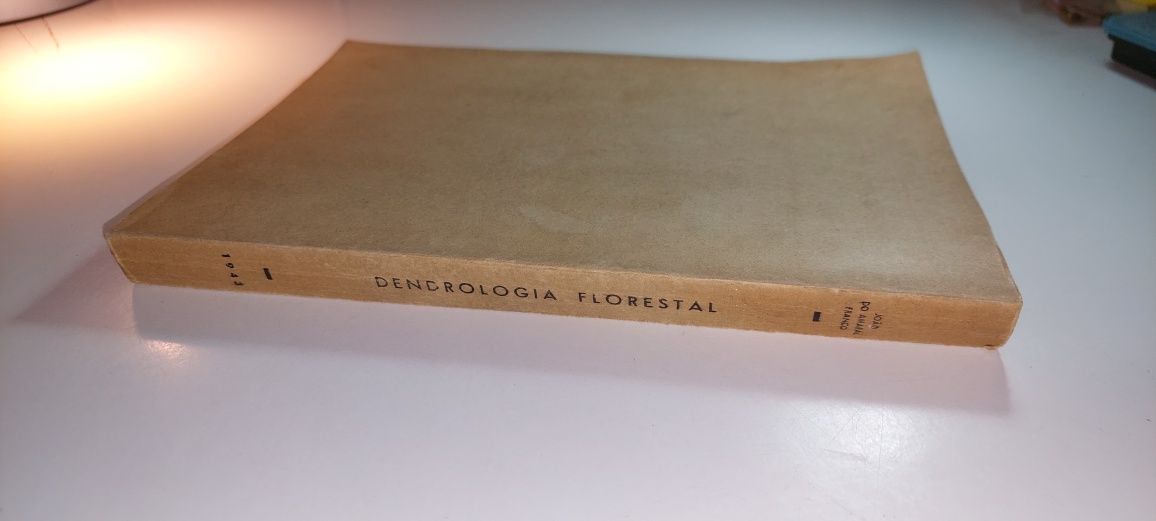 1943
DENDROLOGIA FLORESTAL
JOÃO
DO AMARAL
FRANCO